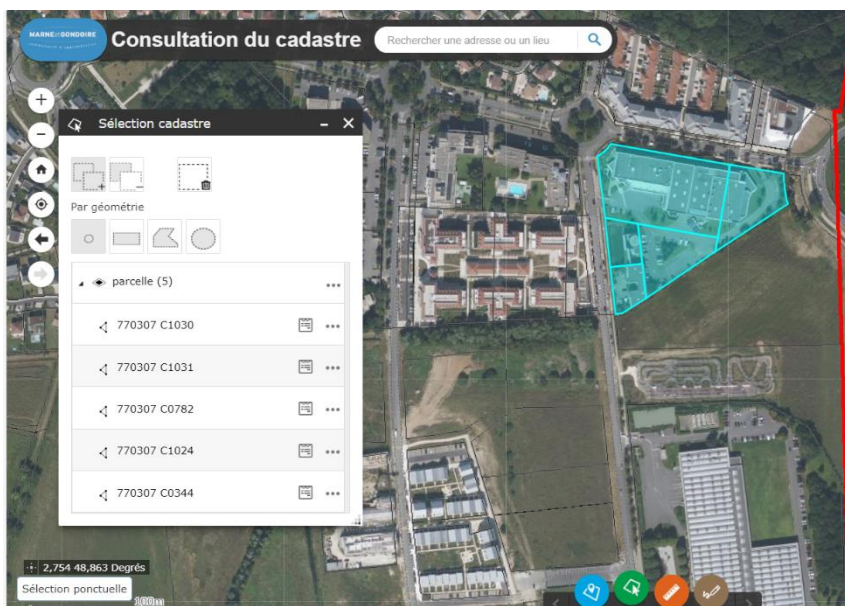 MARNE ET GONDOIRE
Consultation du cadastre
Rechercher une adresse ou un lieu
+
Sélection cadastre
−
Par géométrie
parcelle (5)
770307 C1030
770307 C1031
770307 C0782
770307 C1024
770307 C0344
2,754 48,863 Degrés
Sélection ponctuelle
100m